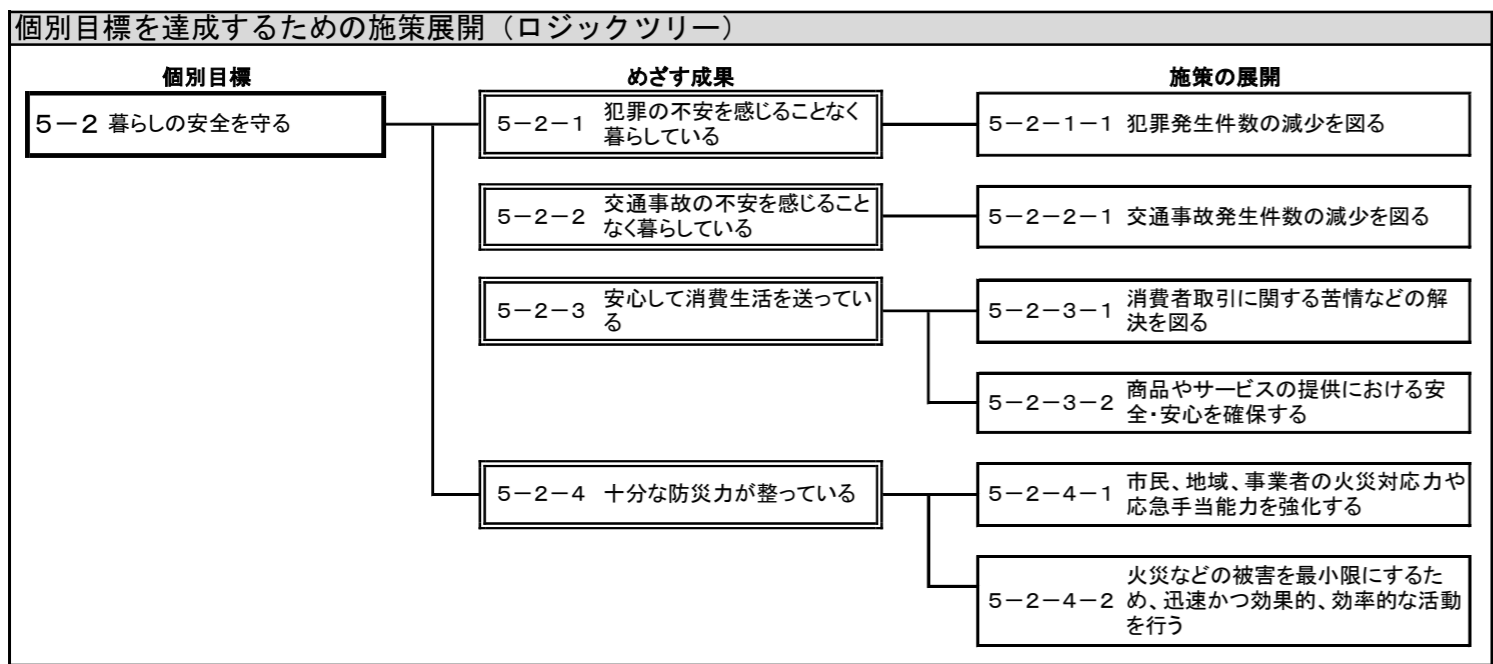 個別目標を達成するための施策展開（ロジックツリー）
個別目標
めざす成果
施策の展開
５－２ 暮らしの安全を守る
５－２－１ 犯罪の不安を感じることなく
暮らしている
５－２－１－１ 犯罪発生件数の減少を図る
５－２－２ 交通事故の不安を感じること
なく暮らしている
５－２－２－１ 交通事故発生件数の減少を図る
５－２－３ 安心して消費生活を送ってい
る
５－２－３－１ 消費者取引に関する苦情などの解
決を図る
５－２－３－２ 商品やサービスの提供における安
全・安心を確保する
５－２－４ 十分な防災力が整っている
５－２－４－１ 市民、地域、事業者の火災対応力や
応急手当能力を強化する
５－２－４－２ 火災などの被害を最小限にするた
め、迅速かつ効果的、効率的な活動
を行う